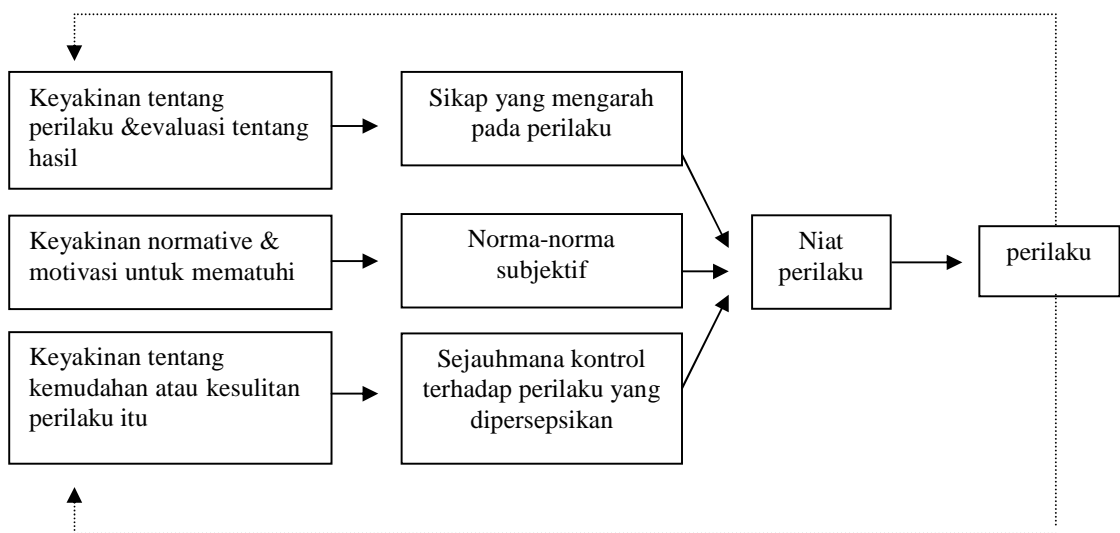 Keyakinan tentang
perilaku &evaluasi tentang
hasil
Sikap yang mengarah
pada perilaku
Keyakinan normative &
motivasi untuk mematuhi
Norma-norma
subjektif
Niat
perilaku
perilaku
Keyakinan tentang
kemudahan atau kesulitan
perilaku itu
Sejauhmana kontrol
terhadap perilaku yang
dipersepsikan